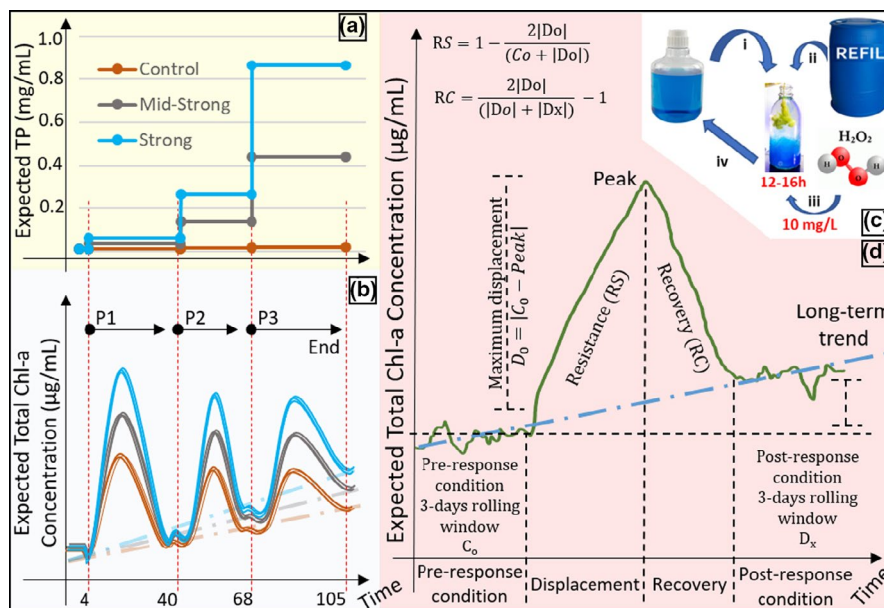 (a)
1.0
0.8
0.6
0.4
0.2
Expected TP (mg/mL)
Control
Mid-Strong
Strong
Time
(b)
P1
P2
P3
End
Expected Total Chl-a
Concentration (µg/mL)
4
40
68
105
Time
RS = 1 − 2|Do| / (Co + |Do|)
RC = 2|Do| / (|Do| + |Dx|) − 1
i
ii
REFIL
H₂O₂
H
O
O
H
12-16h
iii
10 mg/L
iv
(c)
(d)
Expected Total Chl-a Concentration (µg/mL)
Peak
Maximum displacement
D₀ = |C₀ − Peak|
Resistance (RS)
Recovery (RC)
Long-term
trend
Pre-response
condition
3-days rolling
window
Cₒ
Post-response
condition
3-days rolling
window
Dₓ
Pre-response
condition
Displacement
Recovery
Post-response
condition
Time